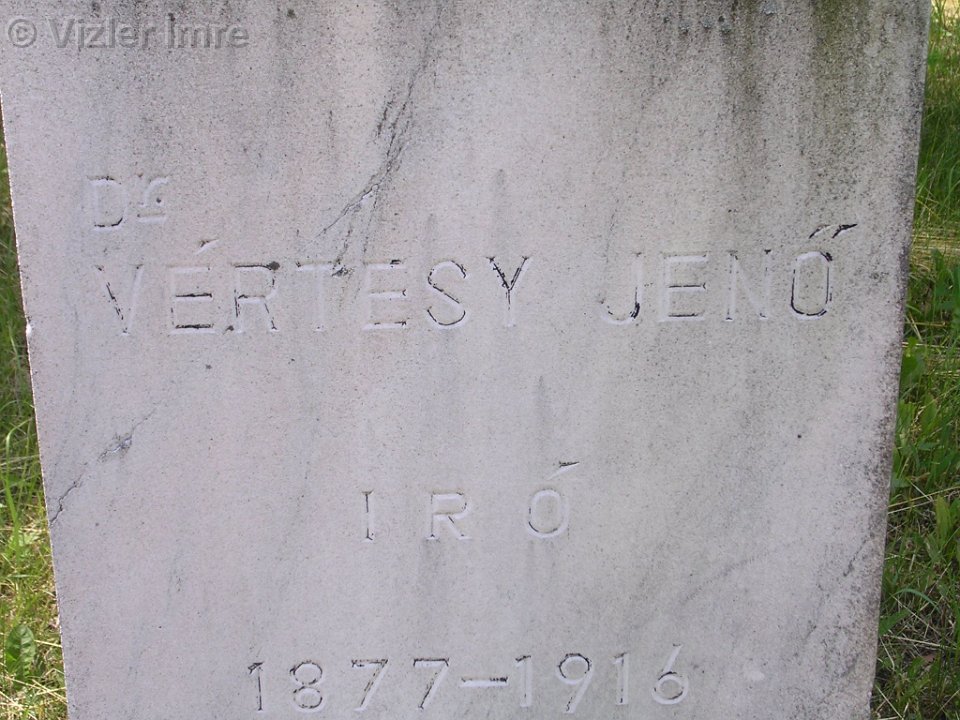 © Vizler Imre
Dr
VÉRTESY JENŐ
IRÓ
1877-1916